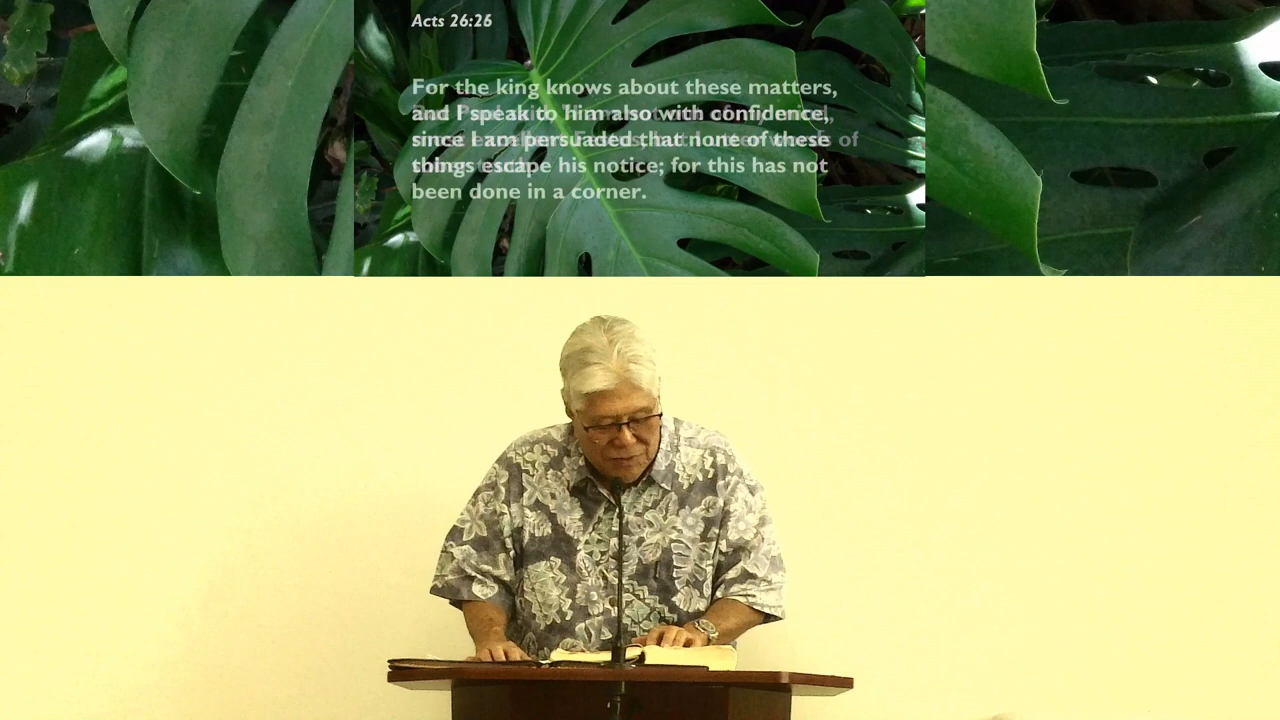 Acts 26:26
For the king knows about these matters,
and I speak to him also with confidence,
since I am persuaded that none of these
things escape his notice; for this has not
been done in a corner.